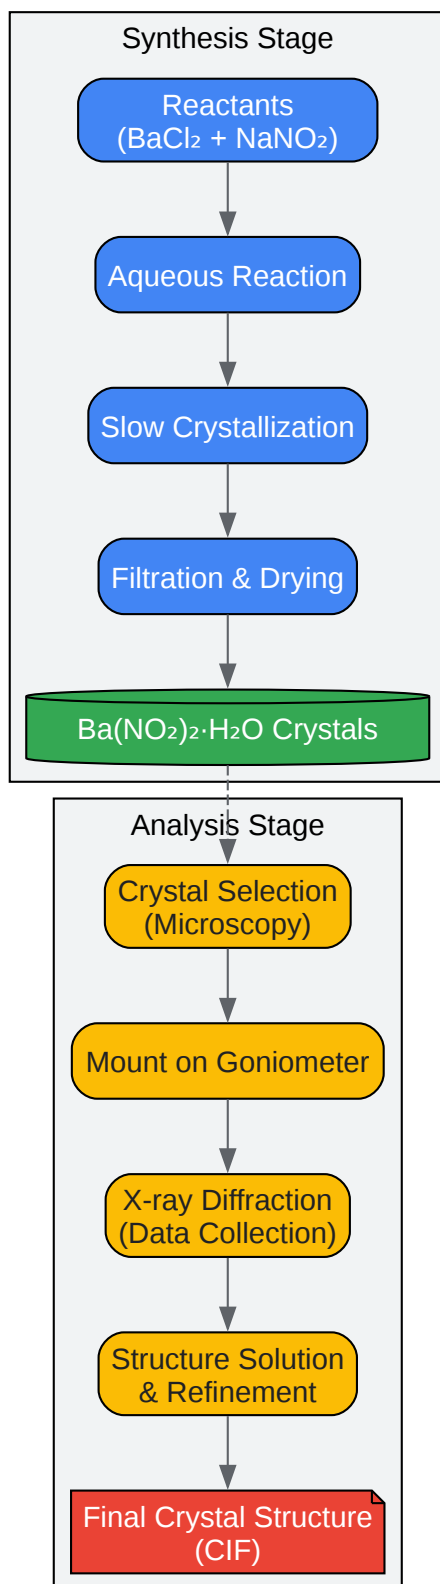 Synthesis Stage
Reactants
(BaCl₂ + NaNO₂)
Aqueous Reaction
Slow Crystallization
Filtration & Drying
Ba(NO₂)₂·H₂O Crystals
Analysis Stage
Crystal Selection
(Microscopy)
Mount on Goniometer
X-ray Diffraction
(Data Collection)
Structure Solution
& Refinement
Final Crystal Structure
(CIF)